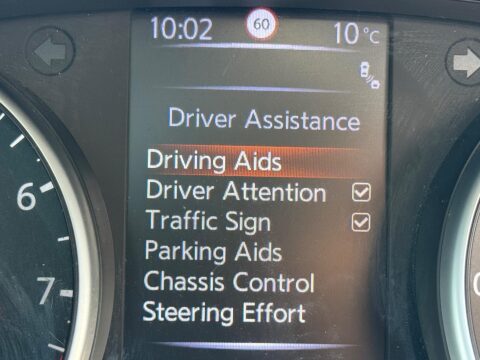 10:02 60 10°C
Driver Assistance
Driving Aids
Driver Attention
Traffic Sign
6
Parking Aids
Chassis Control
7
Steering Effort